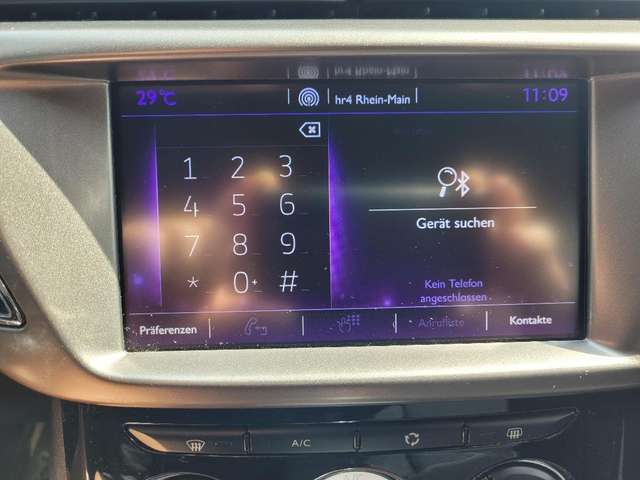 29°C hr4 Rhein-Main 11:09
1 2 3
4 5 6
7 8 9
* 0+ #
Gerät suchen
Kein Telefon
angeschlossen
Präferenzen Anrufliste Kontakte
A/C